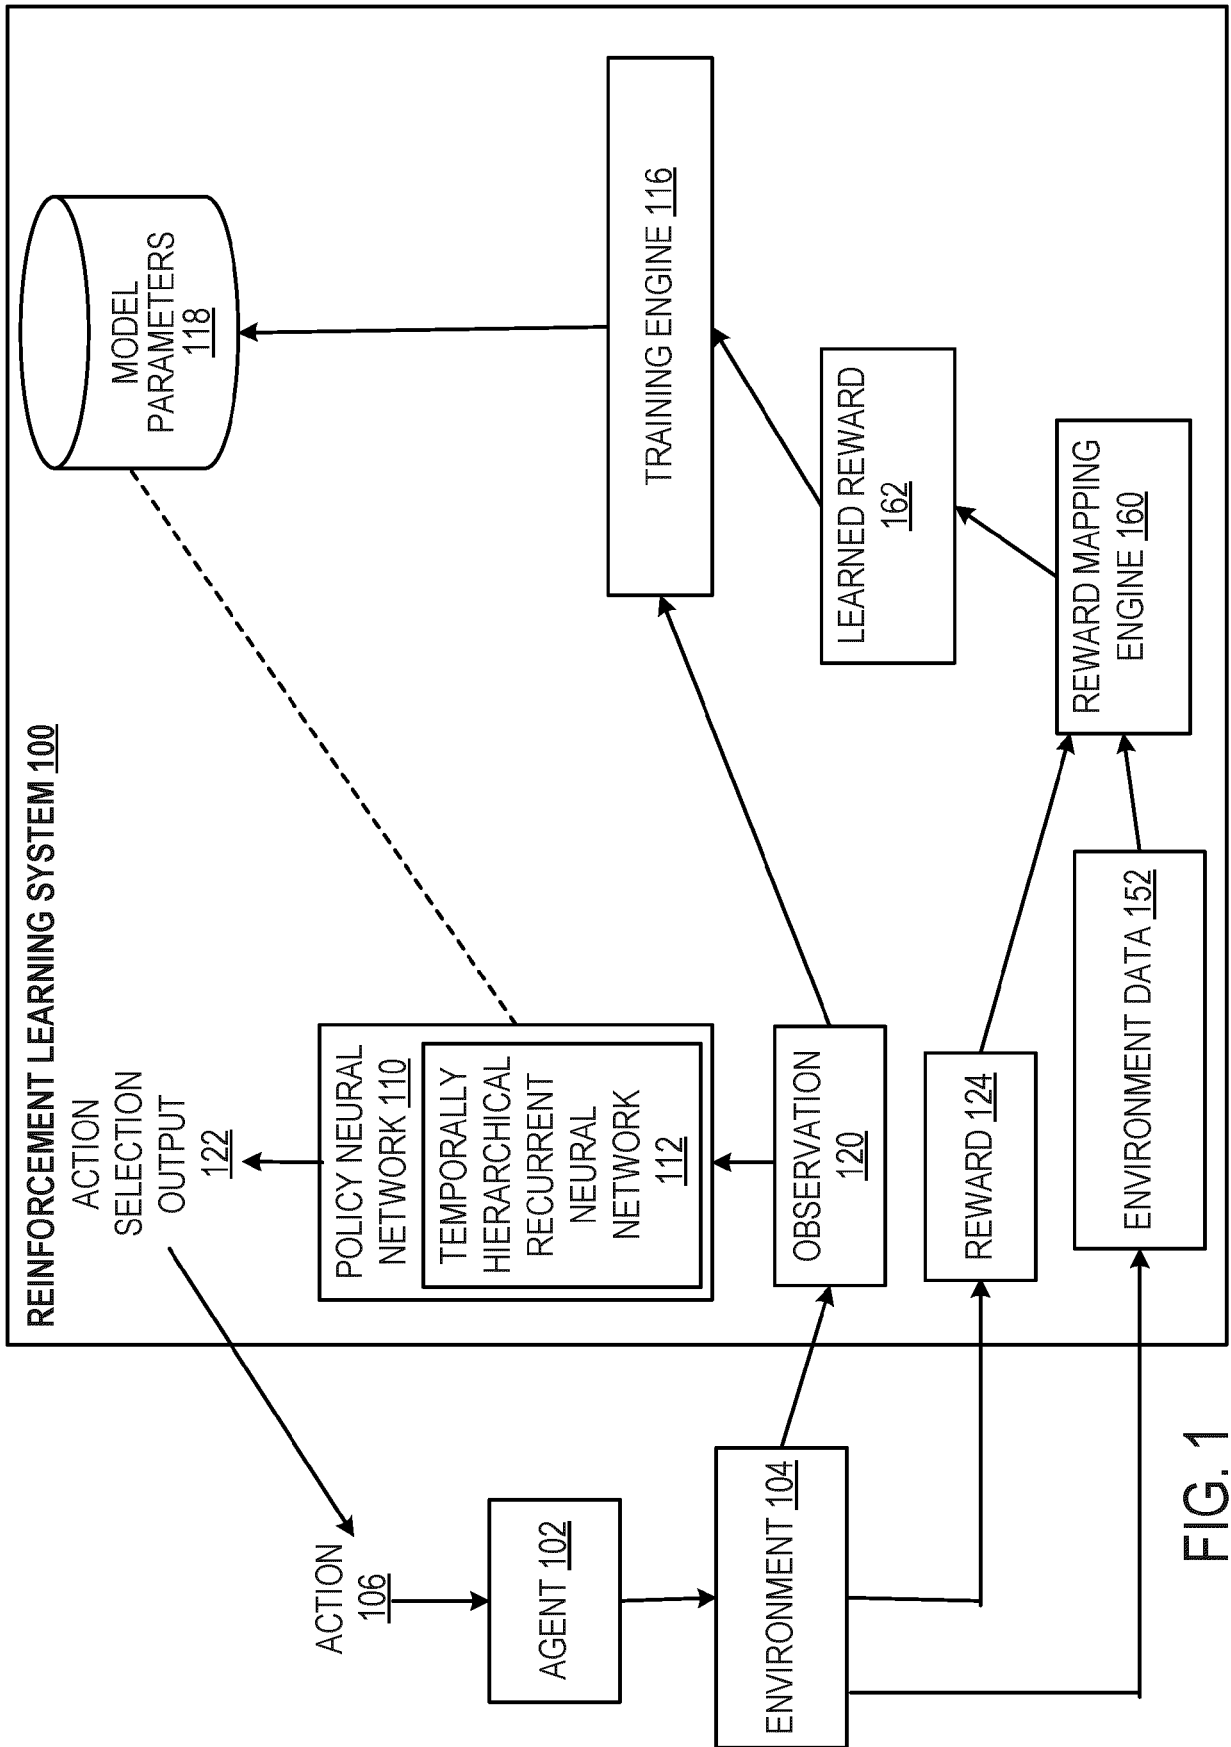 REINFORCEMENT LEARNING SYSTEM 100
ACTION
SELECTION
OUTPUT
122
MODEL
PARAMETERS
118
ACTION
106
POLICY NEURAL
NETWORK 110
TEMPORALLY
HIERARCHICAL
RECURRENT
NEURAL
NETWORK
112
AGENT 102
TRAINING ENGINE 116
ENVIRONMENT 104
OBSERVATION
120
LEARNED REWARD
162
REWARD 124
REWARD MAPPING
ENGINE 160
ENVIRONMENT DATA 152
FIG. 1